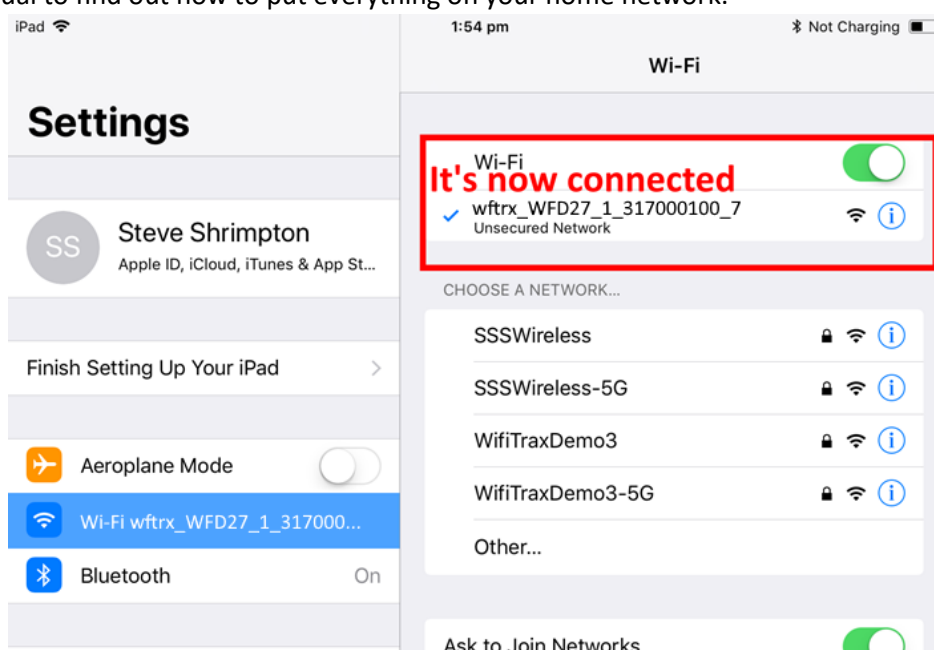 ual to find out how to put everything on your home network.
iPad
1:54 pm
Not Charging
Wi-Fi
Settings
Wi-Fi
It's now connected
wftrx_WFD27_1_317000100_7
Unsecured Network
SS
Steve Shrimpton
Apple ID, iCloud, iTunes & App St...
CHOOSE A NETWORK...
SSSWireless
SSSWireless-5G
WifiTraxDemo3
WifiTraxDemo3-5G
Other...
Finish Setting Up Your iPad
Aeroplane Mode
Wi-Fi wftrx_WFD27_1_317000...
Bluetooth
On
Ask to Join Networks